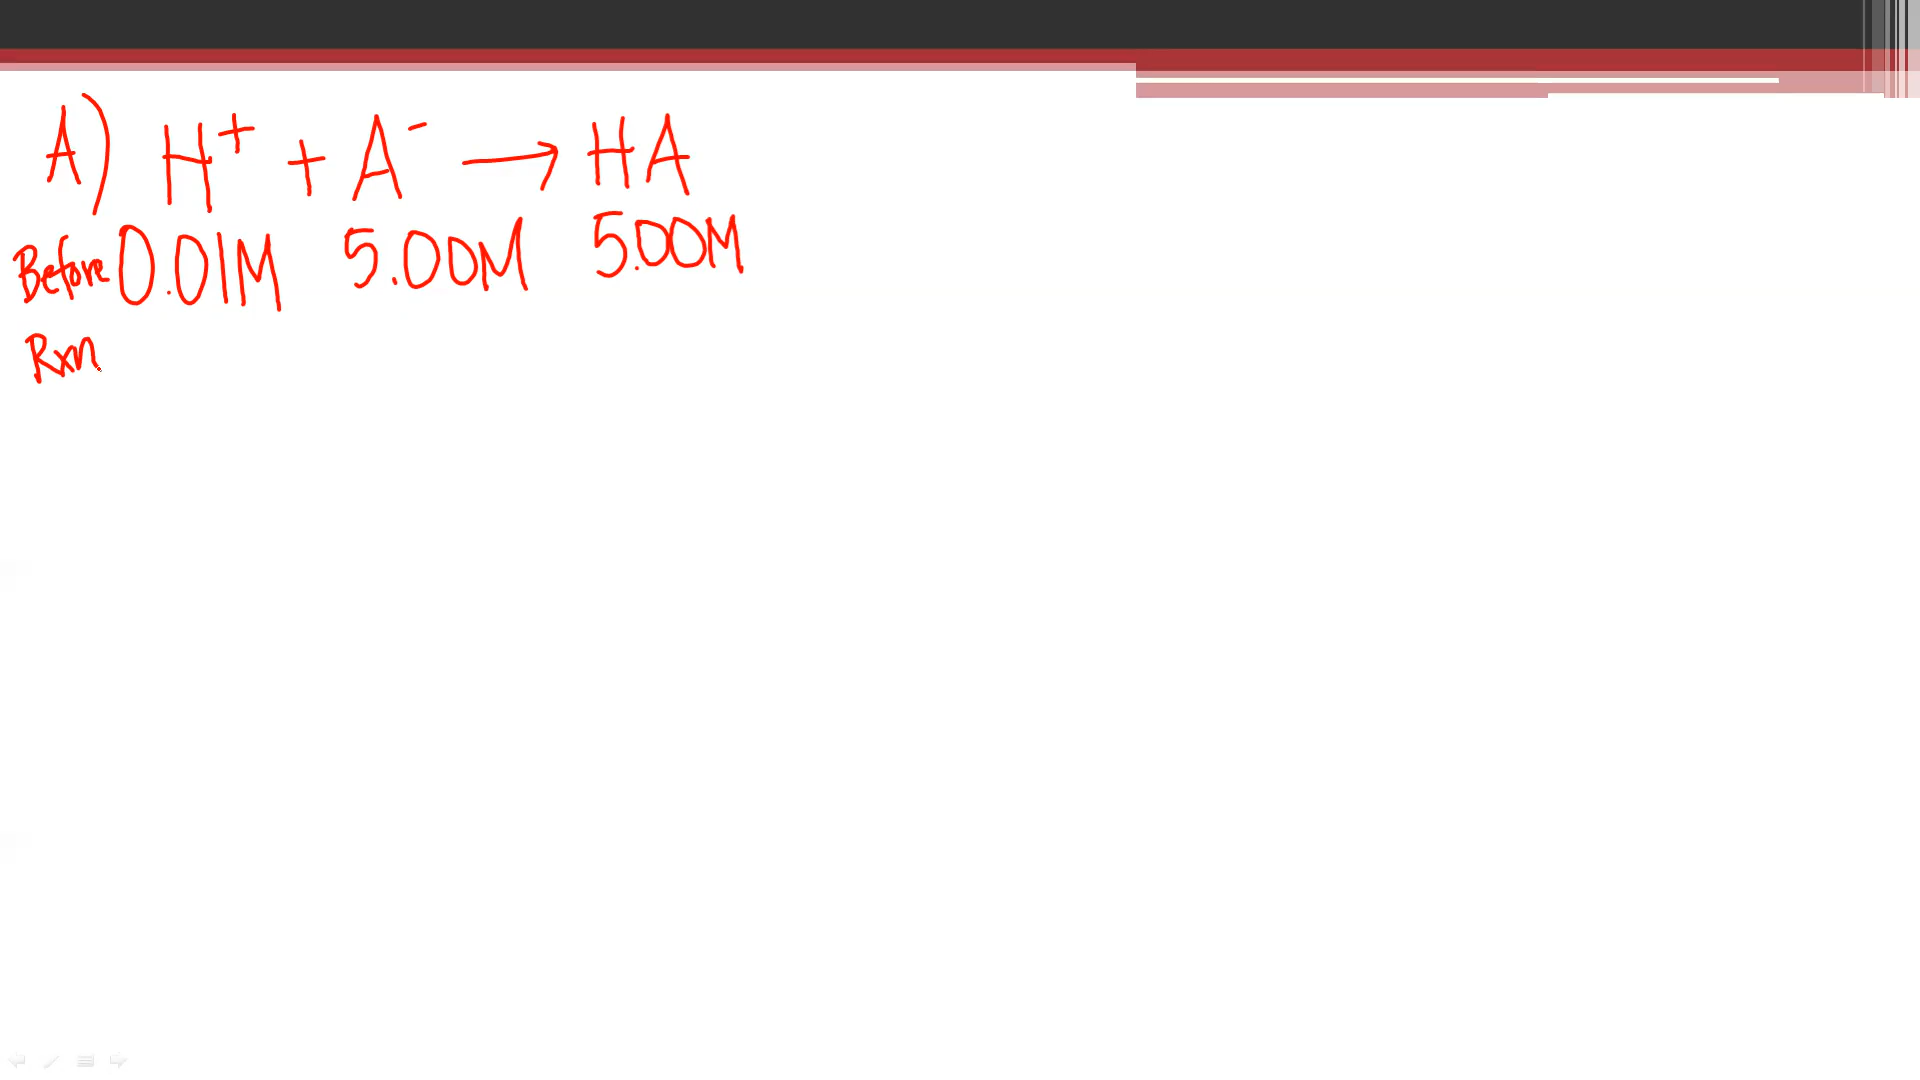 A) H⁺ + A⁻ → HA
Before 0.01M 5.00M 5.00M
Rxn